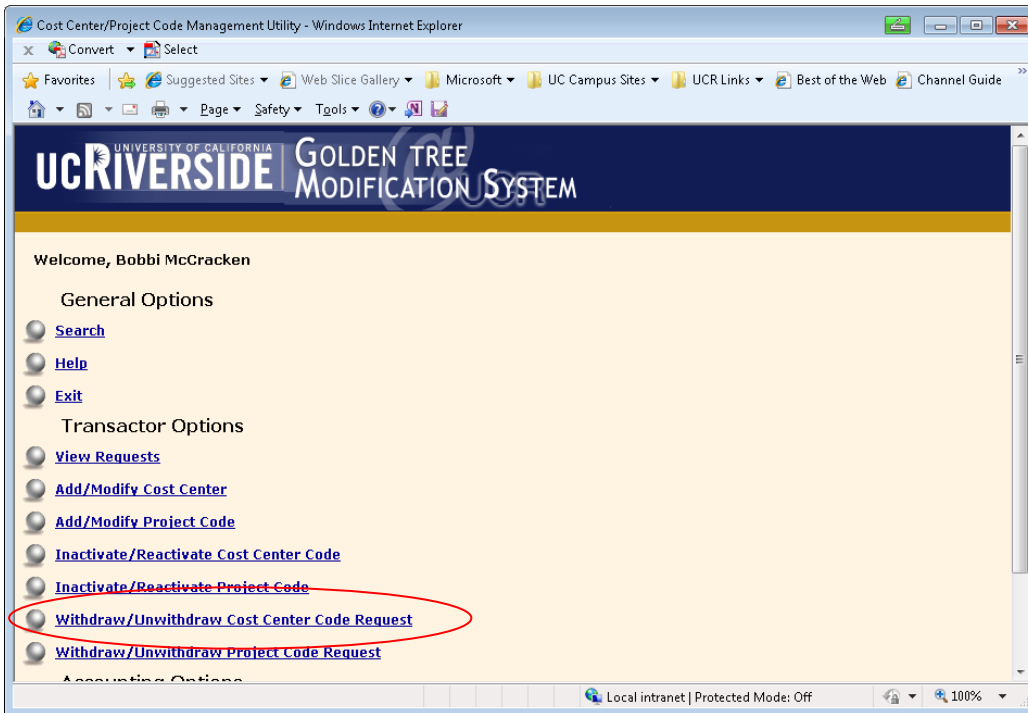 Cost Center/Project Code Management Utility - Windows Internet Explorer
x Convert Select
Favorites Suggested Sites Web Slice Gallery Microsoft UC Campus Sites UCR Links Best of the Web Channel Guide »
Page Safety Tools
UNIVERSITY OF CALIFORNIA
UCRIVERSIDE
GOLDEN TREE
MODIFICATION SYSTEM
@UCR
Welcome, Bobbi McCracken
General Options
Search
Help
Exit
Transactor Options
View Requests
Add/Modify Cost Center
Add/Modify Project Code
Inactivate/Reactivate Cost Center Code
Inactivate/Reactivate Project Code
Withdraw/Unwithdraw Cost Center Code Request
Withdraw/Unwithdraw Project Code Request
Accounting Options
Local intranet | Protected Mode: Off 100%